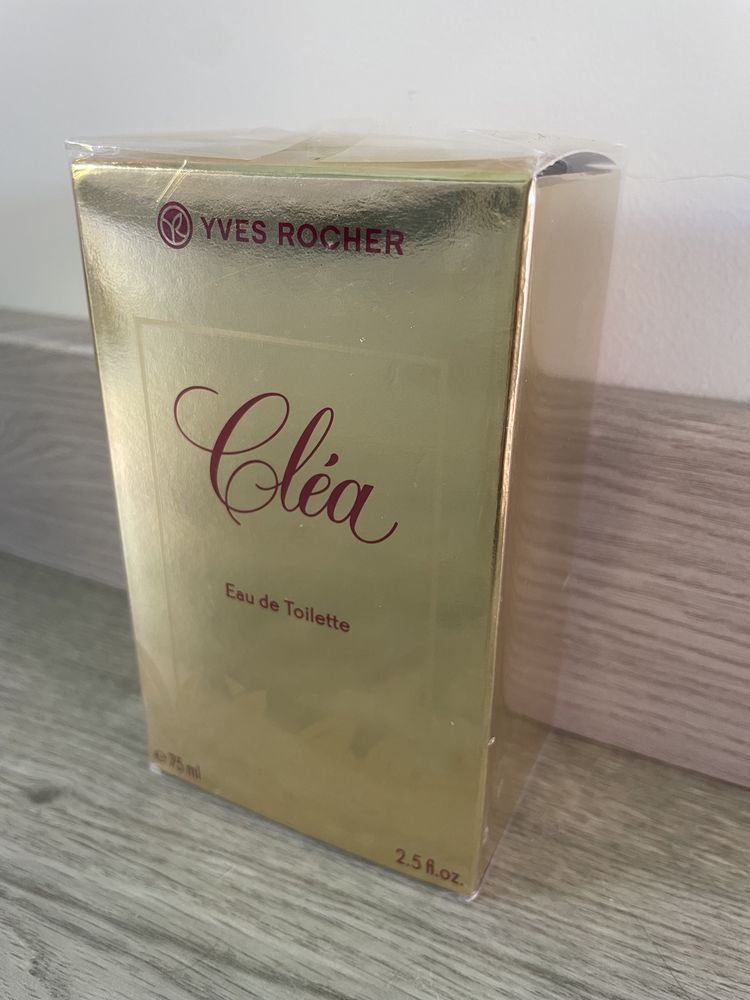 YVES ROCHER
Cléa
Eau de Toilette
℮ 75 ml
2.5 fl.oz.